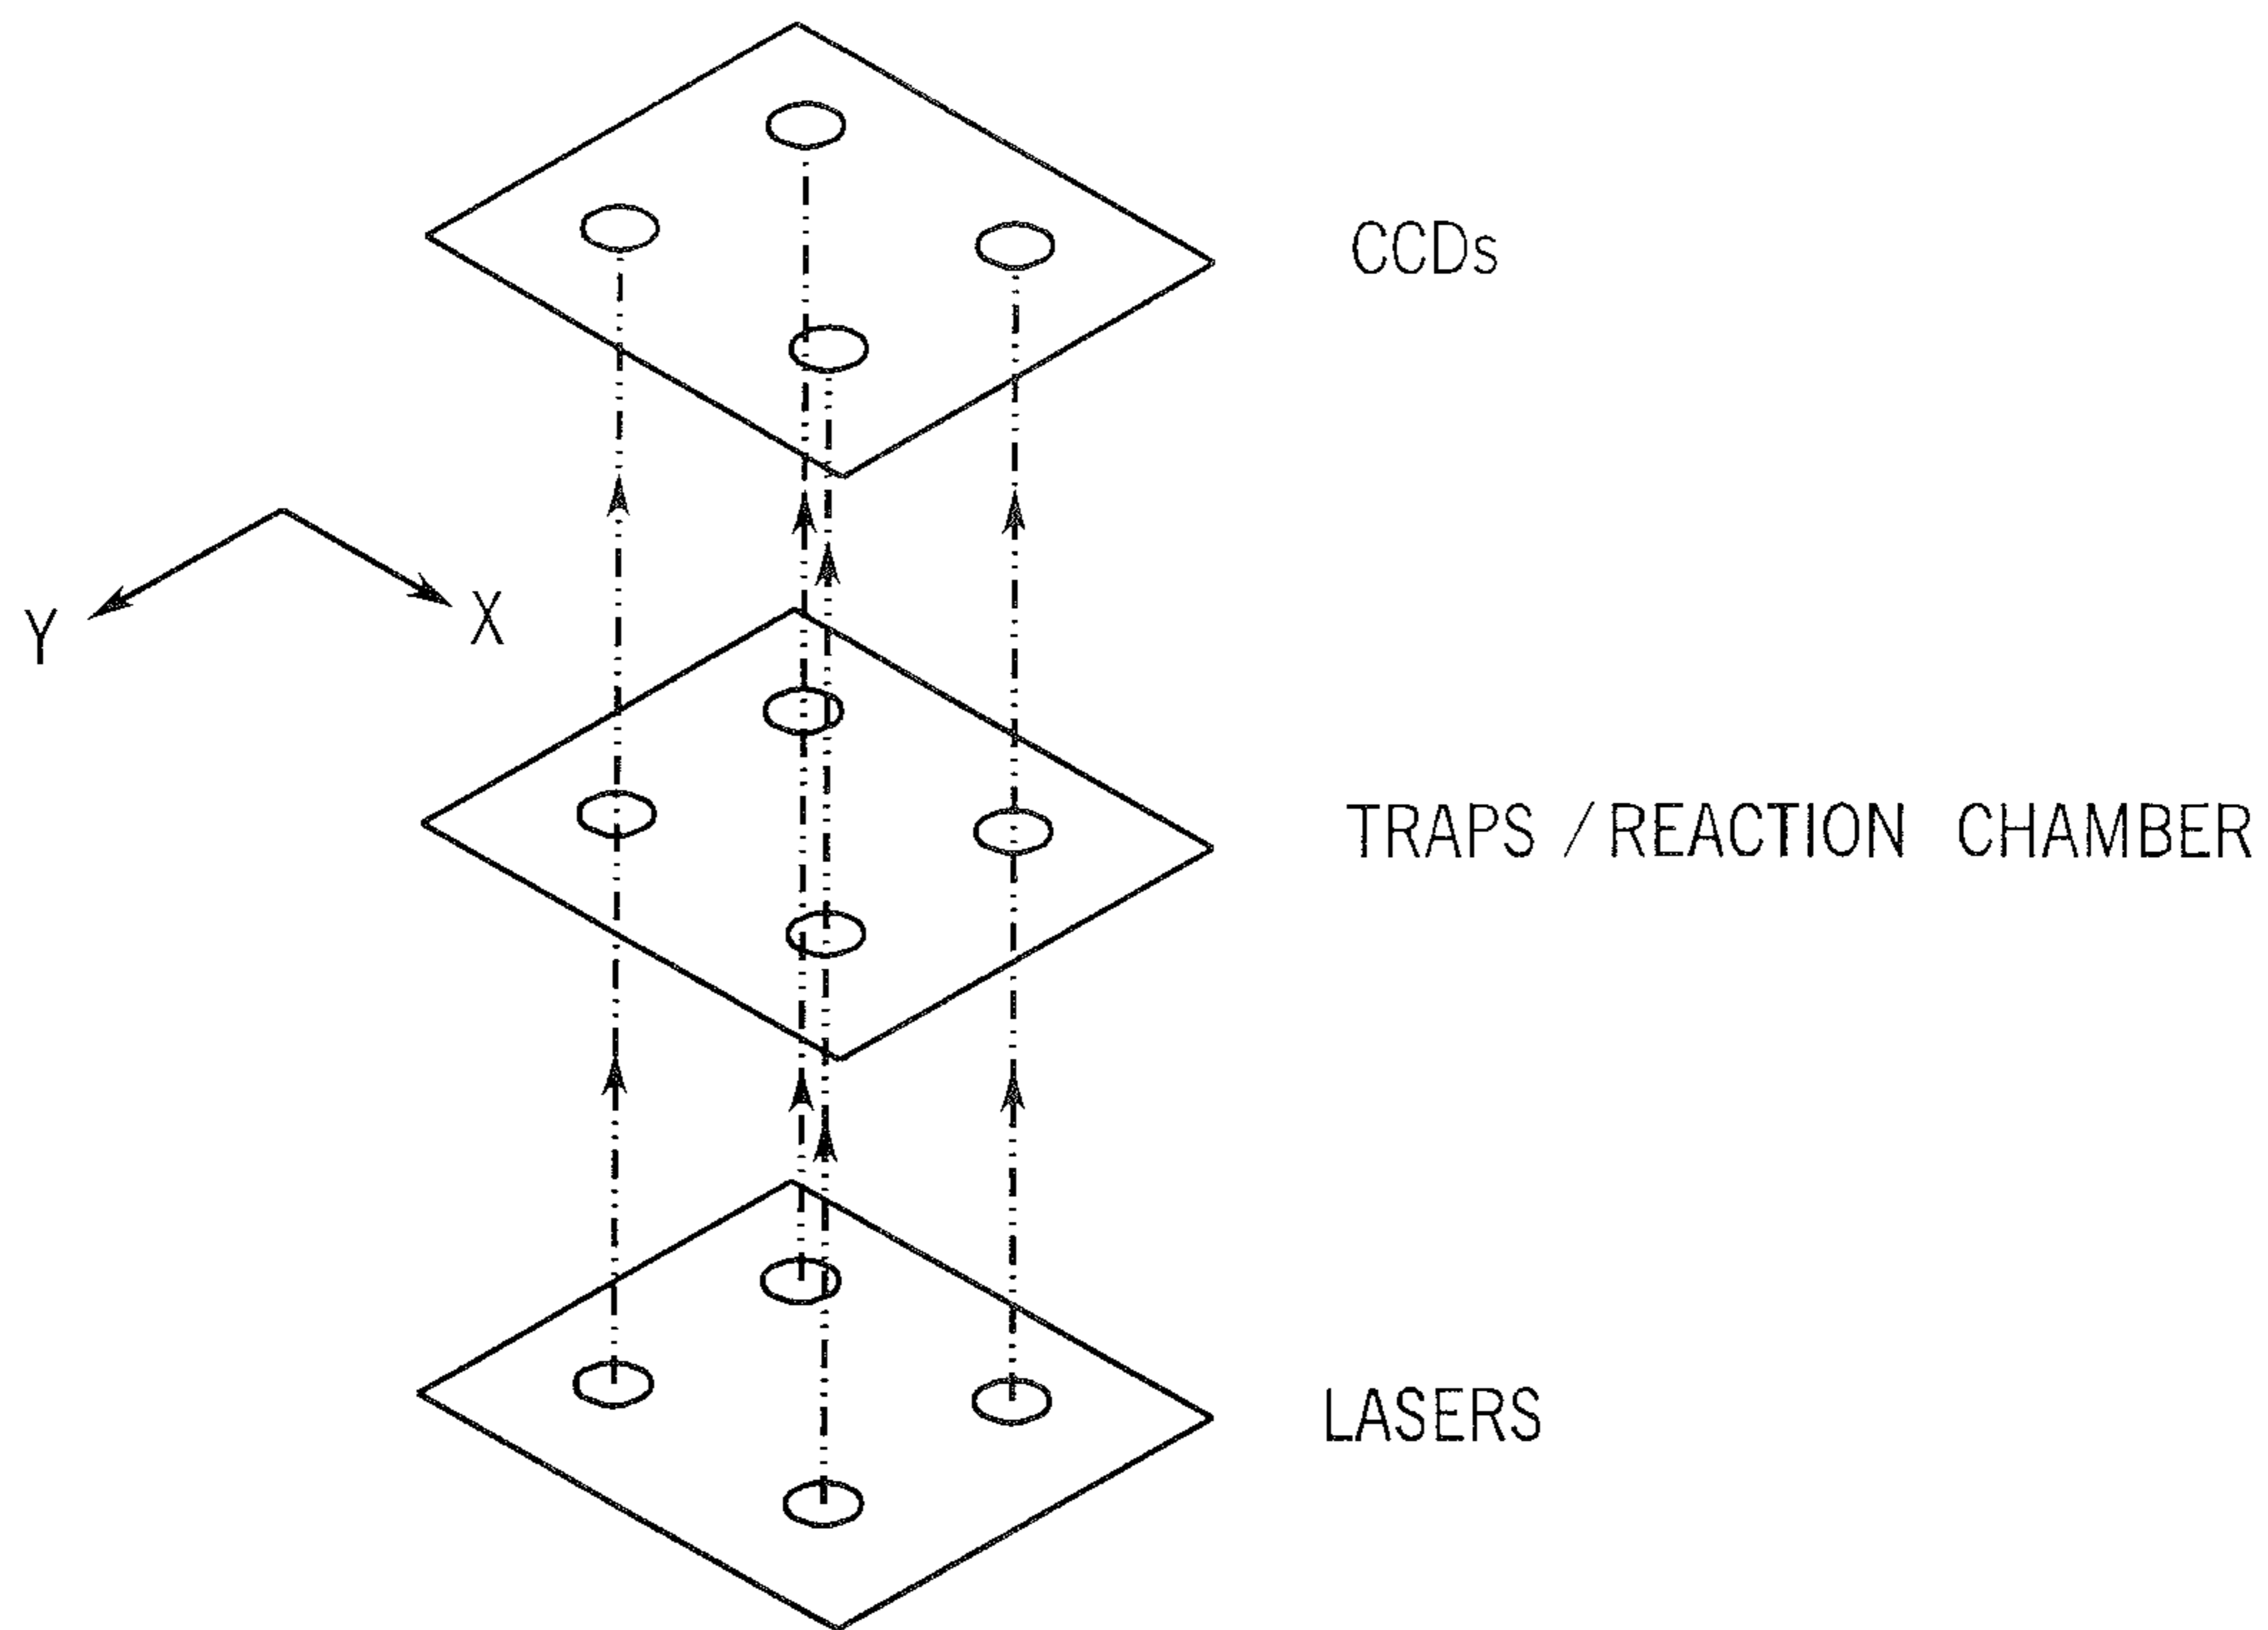 CCDs
Y
X
TRAPS / REACTION CHAMBER
LASERS